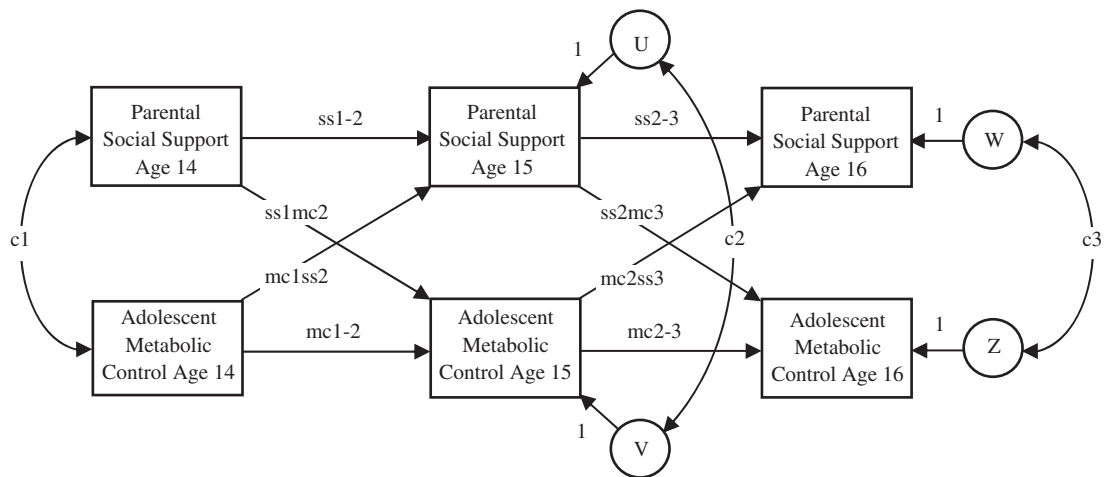 U
1
Parental
Social Support
Age 14
ss1-2
Parental
Social Support
Age 15
ss2-3
Parental
Social Support
Age 16
1
W
ss1mc2
ss2mc3
c1
c2
c3
mc1ss2
mc2ss3
Adolescent
Metabolic
Control Age 14
mc1-2
Adolescent
Metabolic
Control Age 15
mc2-3
Adolescent
Metabolic
Control Age 16
1
Z
1
V